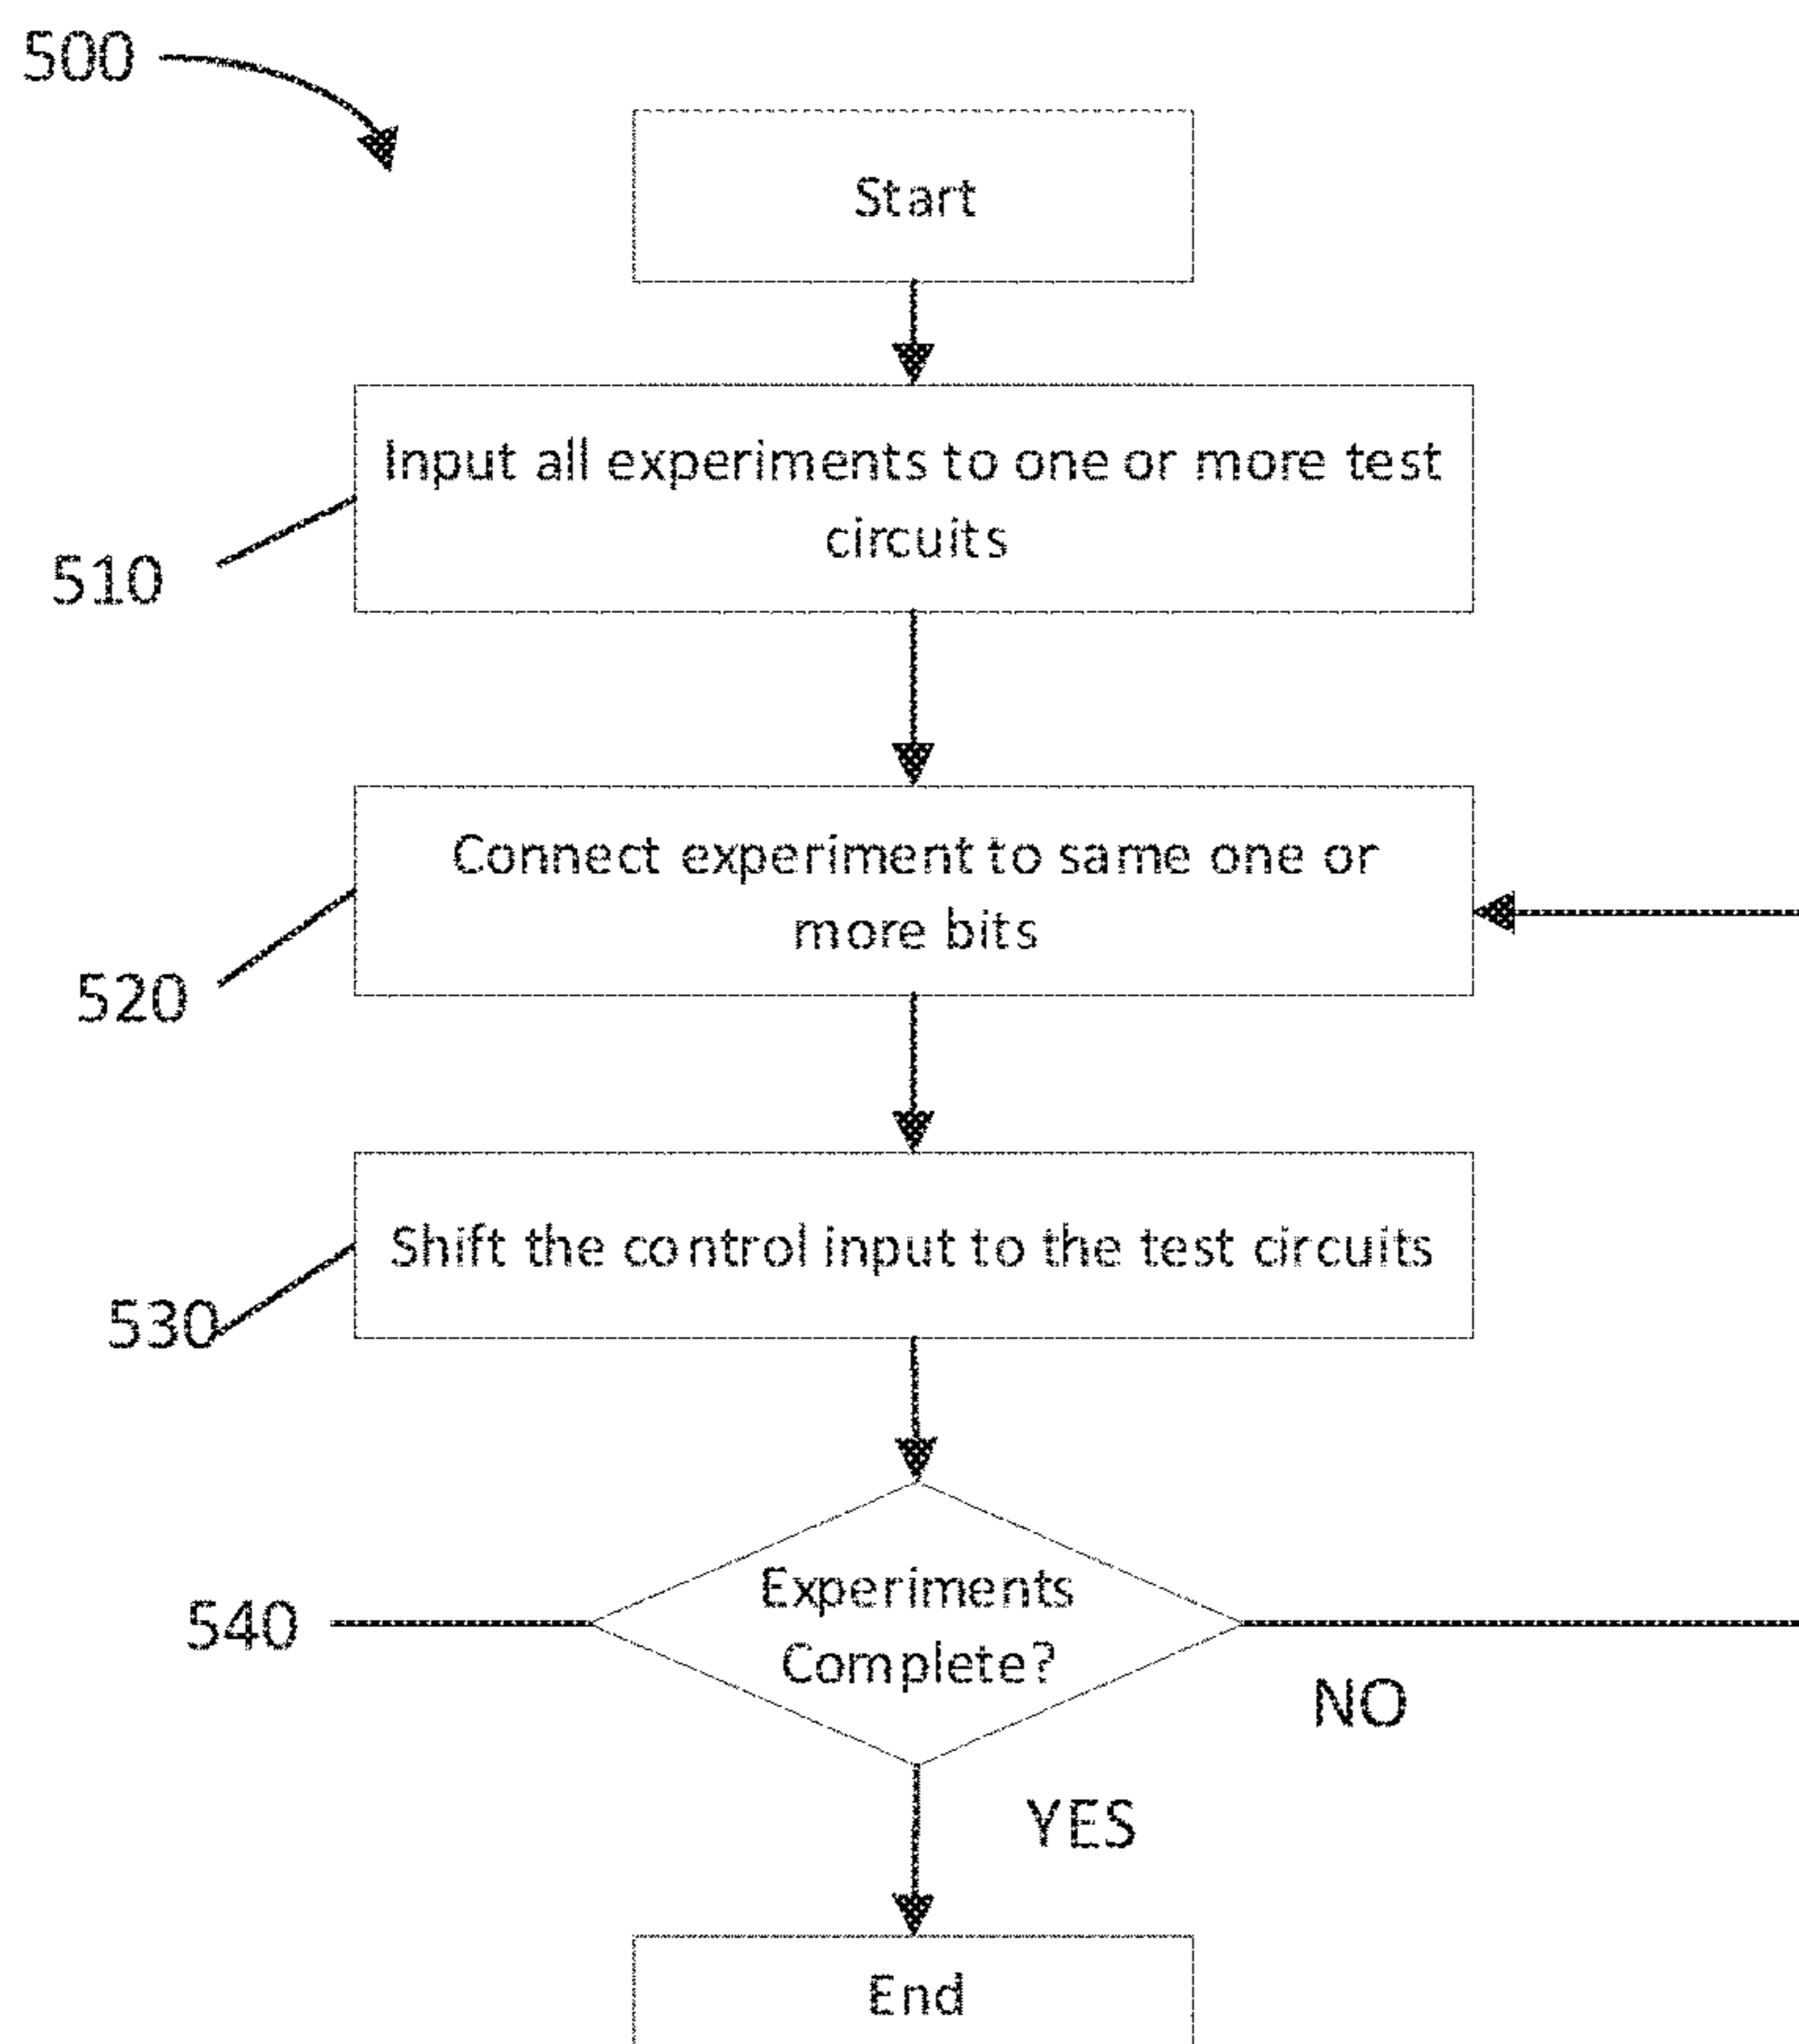 500
Start
Input all experiments to one or more test
circuits
510
Connect experiment to same one or
more bits
520
Shift the control input to the test circuits
530
Experiments
Complete?
540
NO
YES
End